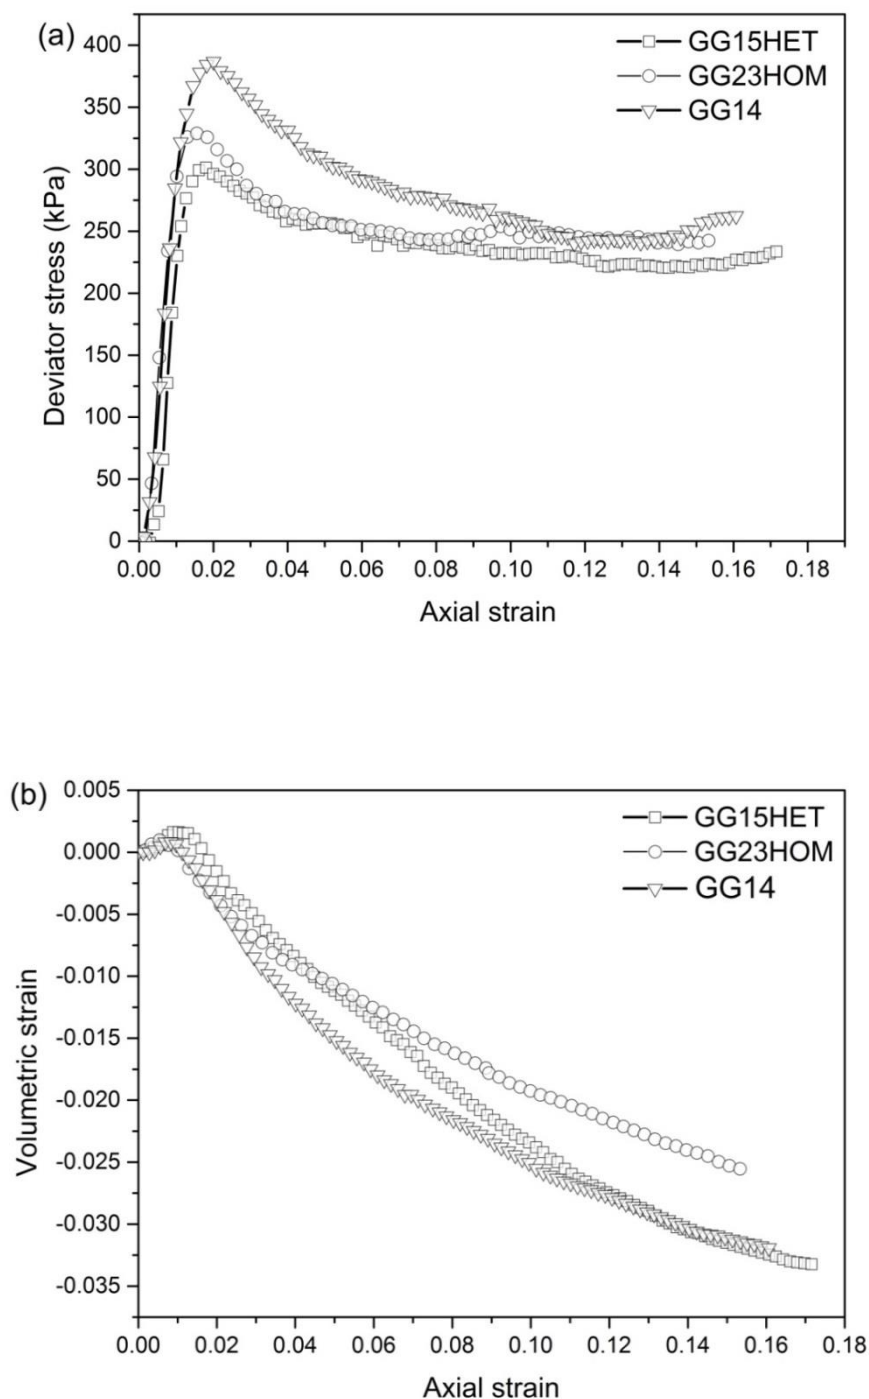 (a)
400
350
300
250
200
150
100
50
0
Deviator stress (kPa)
GG15HET
GG23HOM
GG14
0.00 0.02 0.04 0.06 0.08 0.10 0.12 0.14 0.16 0.18
Axial strain
(b)
0.005
0.000
-0.005
-0.010
-0.015
-0.020
-0.025
-0.030
-0.035
Volumetric strain
GG15HET
GG23HOM
GG14
0.00 0.02 0.04 0.06 0.08 0.10 0.12 0.14 0.16 0.18
Axial strain